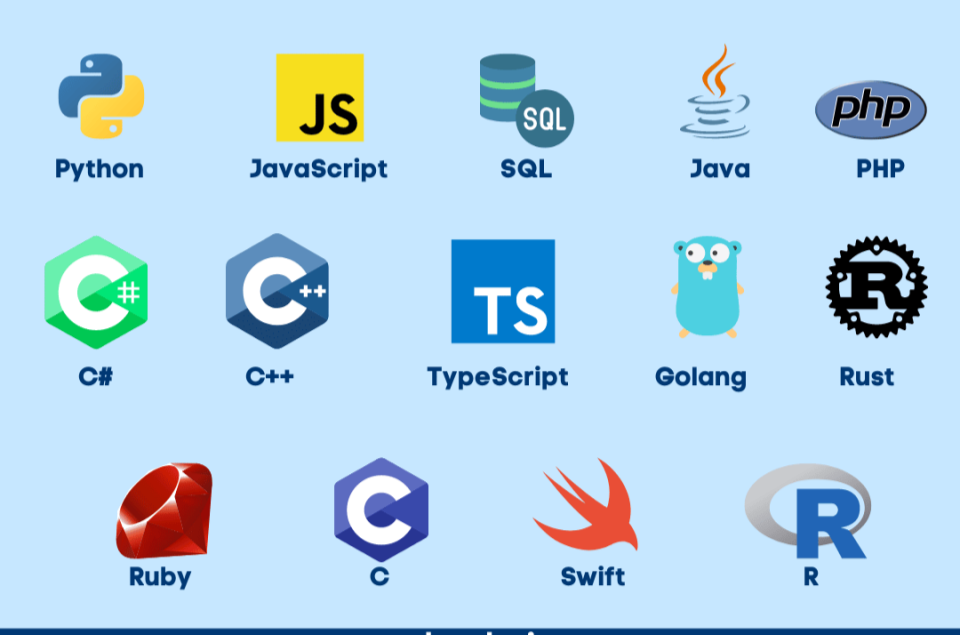 JS
SQL
php
Python
JavaScript
SQL
Java
PHP
C#
C++
TS
R
C#
C++
TypeScript
Golang
Rust
C
R
Ruby
C
Swift
R